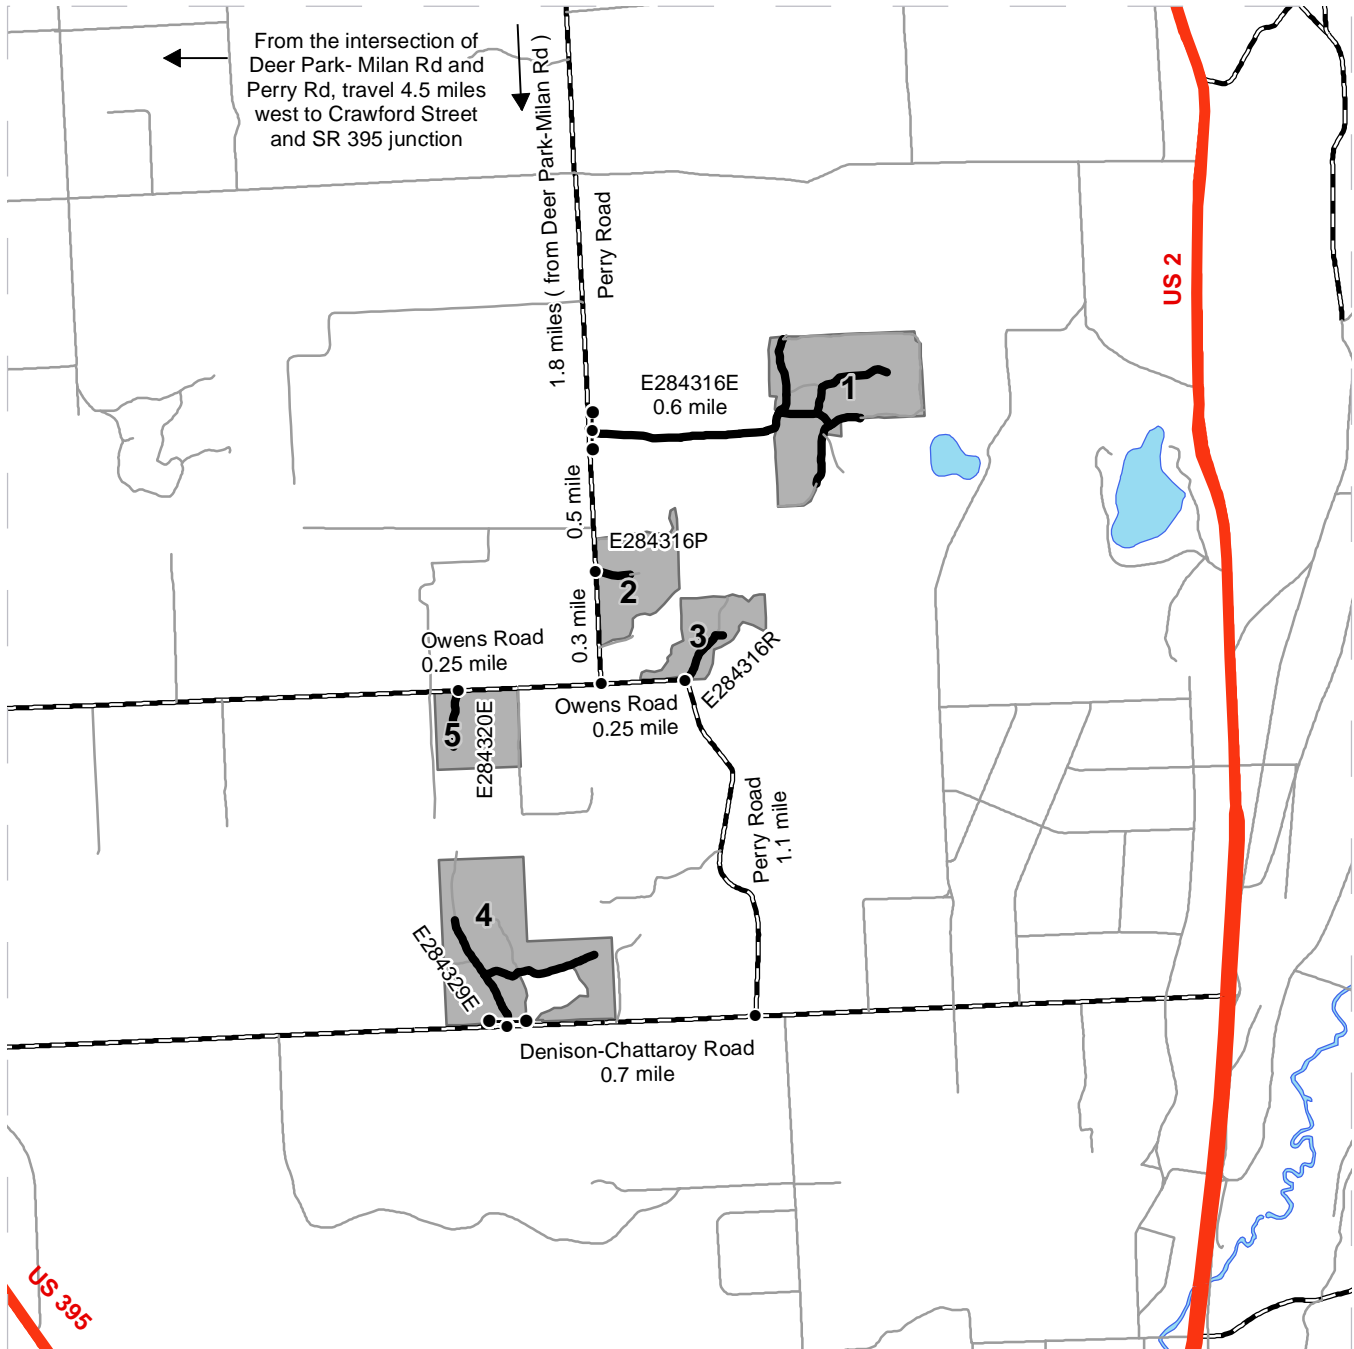 From the intersection of
Deer Park- Milan Rd and
Perry Rd, travel 4.5 miles
west to Crawford Street
and SR 395 junction
1.8 miles ( from Deer Park-Milan Rd )
Perry Road
US 2
E284316E
0.6 mile
1
0.5 mile
E284316P
2
0.3 mile
3
E284316R
Owens Road
0.25 mile
Owens Road
0.25 mile
5
E284320E
Perry Road
1.1 mile
4
E284329E
Denison-Chattaroy Road
0.7 mile
US 395